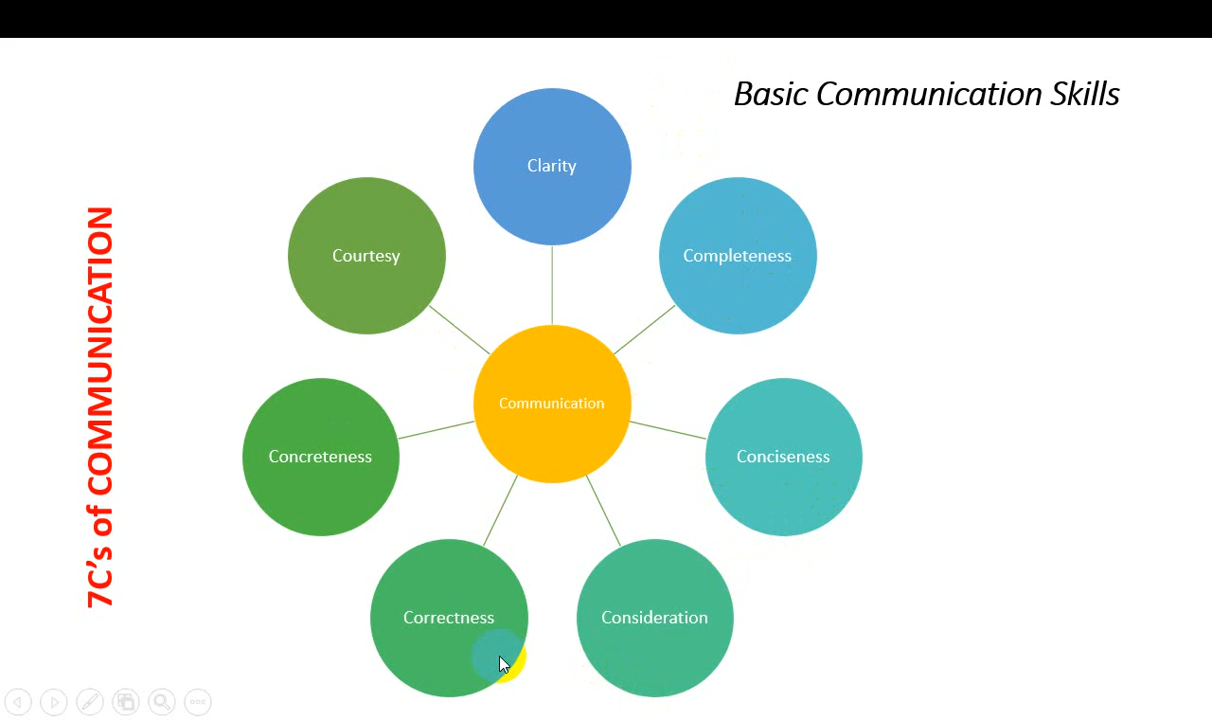 Basic Communication Skills
7C's of COMMUNICATION
Clarity
Completeness
Conciseness
Consideration
Correctness
Concreteness
Courtesy
Communication